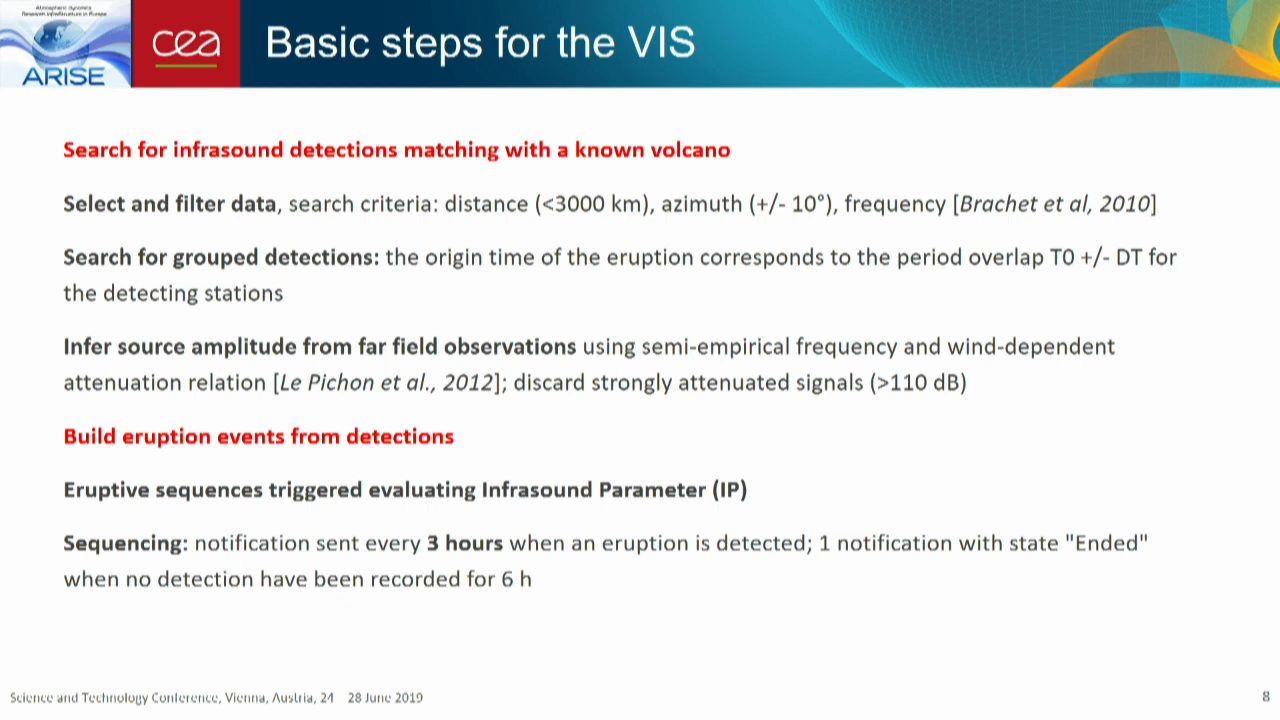 Atmospheric dynamics
Research InfraStructure in Europe
ARISE
cea
Basic steps for the VIS
Search for infrasound detections matching with a known volcano
Select and filter data, search criteria: distance (<3000 km), azimuth (+/- 10°), frequency [Brachet et al, 2010]
Search for grouped detections: the origin time of the eruption corresponds to the period overlap T0 +/- DT for
the detecting stations
Infer source amplitude from far field observations using semi-empirical frequency and wind-dependent
attenuation relation [Le Pichon et al., 2012]; discard strongly attenuated signals (>110 dB)
Build eruption events from detections
Eruptive sequences triggered evaluating Infrasound Parameter (IP)
Sequencing: notification sent every 3 hours when an eruption is detected; 1 notification with state "Ended"
when no detection have been recorded for 6 h
Science and Technology Conference, Vienna, Austria, 24 28 June 2019
8